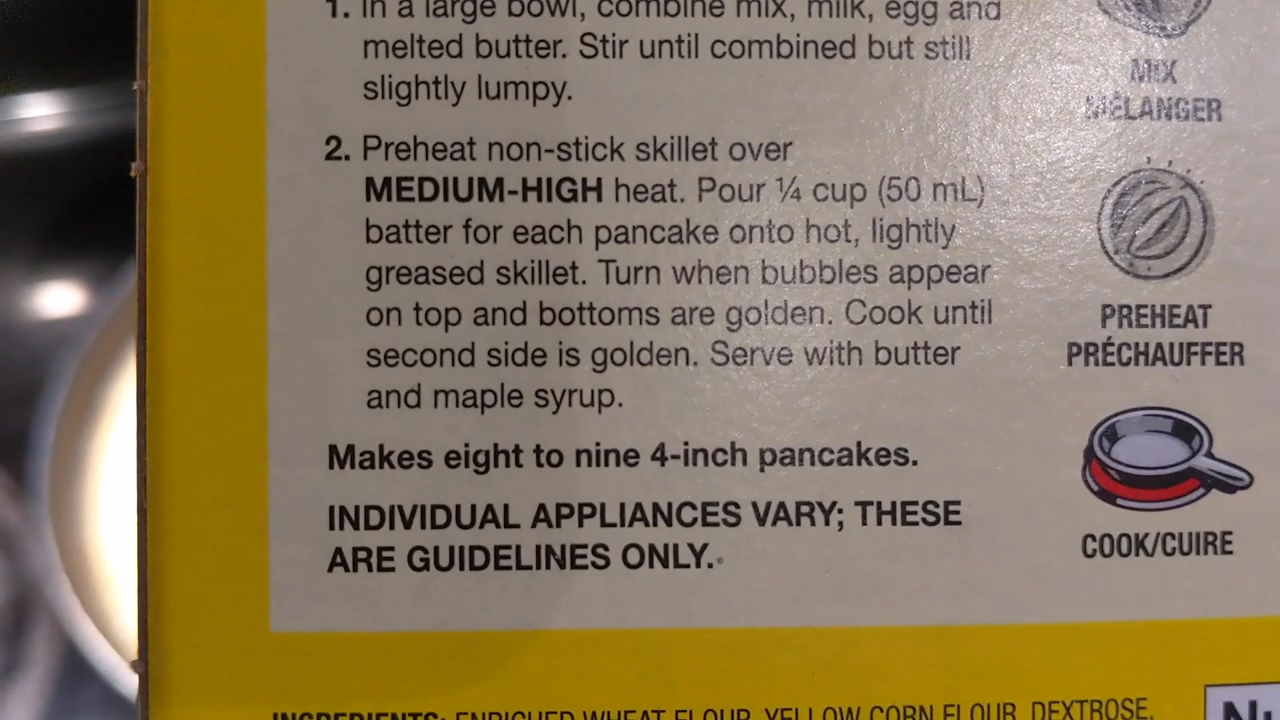 1. In a large bowl, combine mix, milk, egg and
melted butter. Stir until combined but still
slightly lumpy.
2. Preheat non-stick skillet over
MEDIUM-HIGH heat. Pour ¼ cup (50 mL)
batter for each pancake onto hot, lightly
greased skillet. Turn when bubbles appear
on top and bottoms are golden. Cook until
second side is golden. Serve with butter
and maple syrup.
Makes eight to nine 4-inch pancakes.
INDIVIDUAL APPLIANCES VARY; THESE
ARE GUIDELINES ONLY.
MIX
MÉLANGER
PREHEAT
PRÉCHAUFFER
COOK/CUIRE
INGREDIENTS: ENRICHED WHEAT FLOUR, YELLOW CORN FLOUR, DEXTROSE,